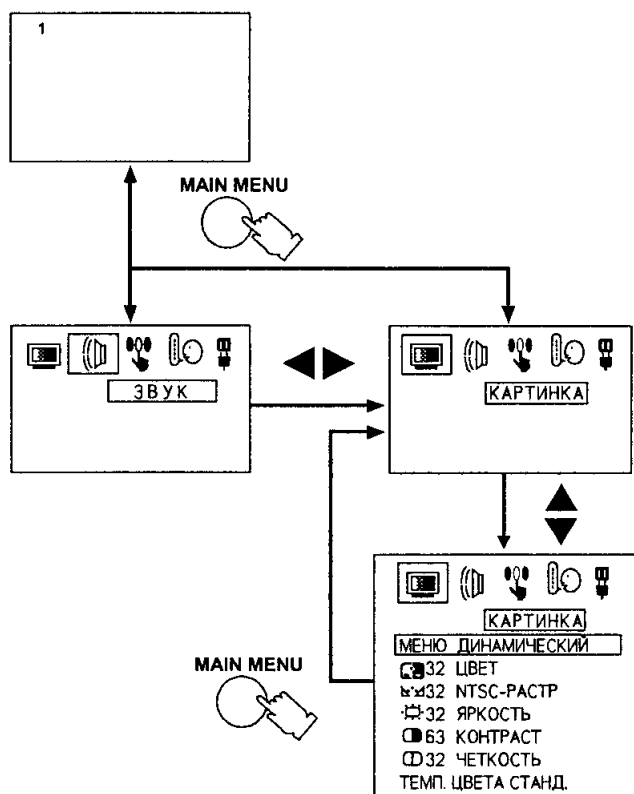 1
MAIN MENU
ЗВУК
КАРТИНКА
КАРТИНКА
МЕНЮ ДИНАМИЧЕСКИЙ
32 ЦВЕТ
32 NTSC-РАСТР
32 ЯРКОСТЬ
63 КОНТРАСТ
32 ЧЕТКОСТЬ
ТЕМП. ЦВЕТА СТАНД.
MAIN MENU